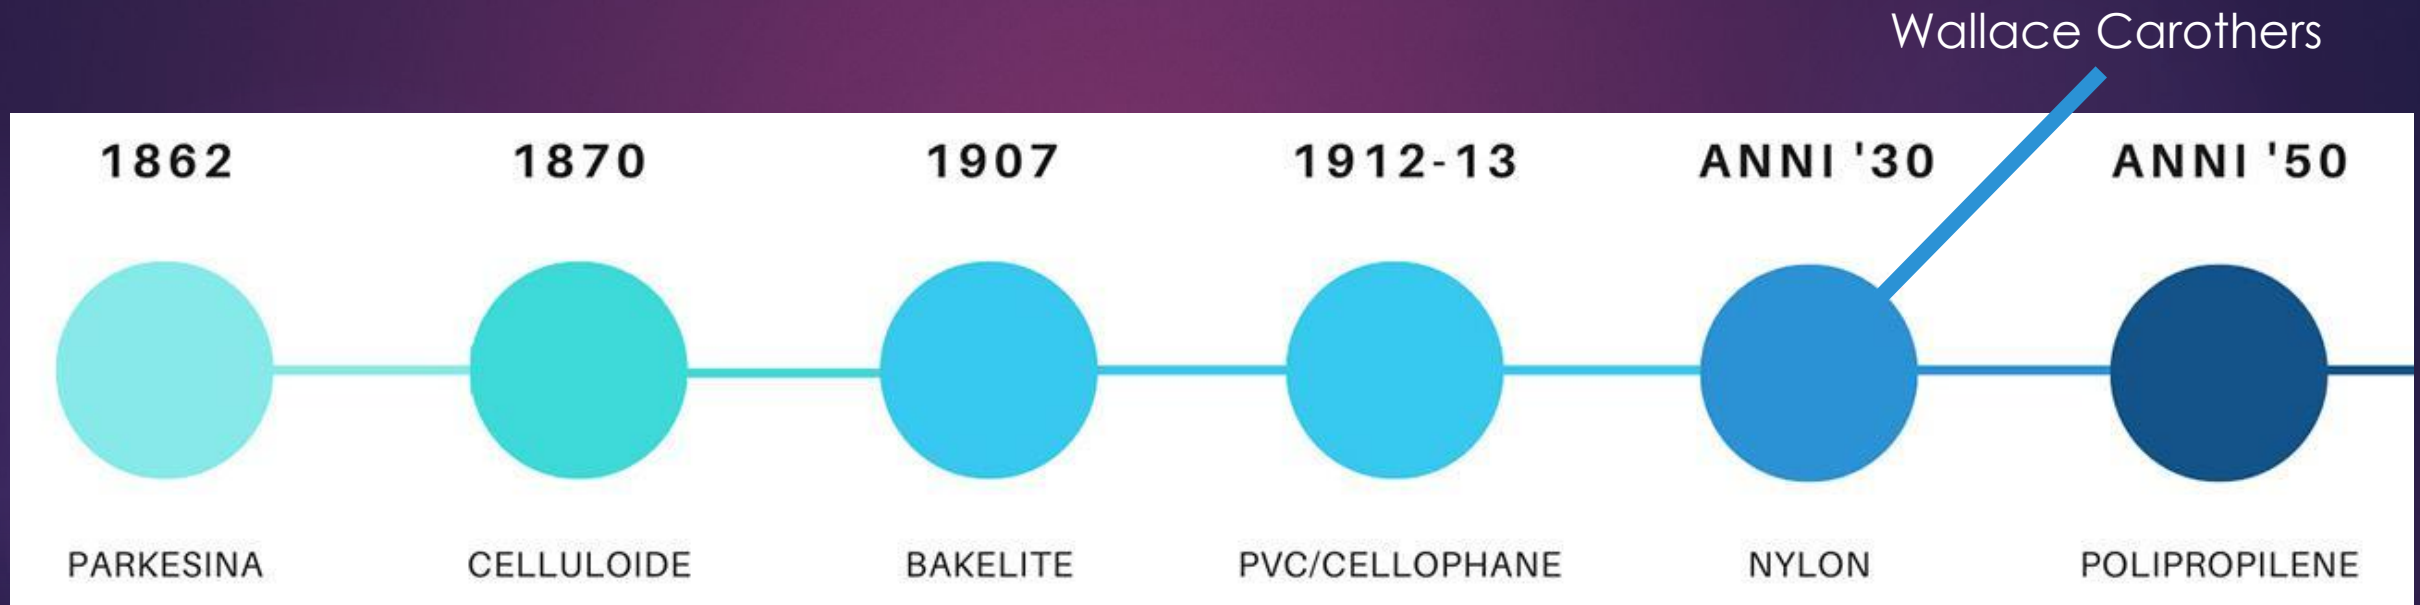 Wallace Carothers
1862 1870 1907 1912-13 ANNI '30 ANNI '50
PARKESINA CELLULOIDE BAKELITE PVC/CELLOPHANE NYLON POLIPROPILENE